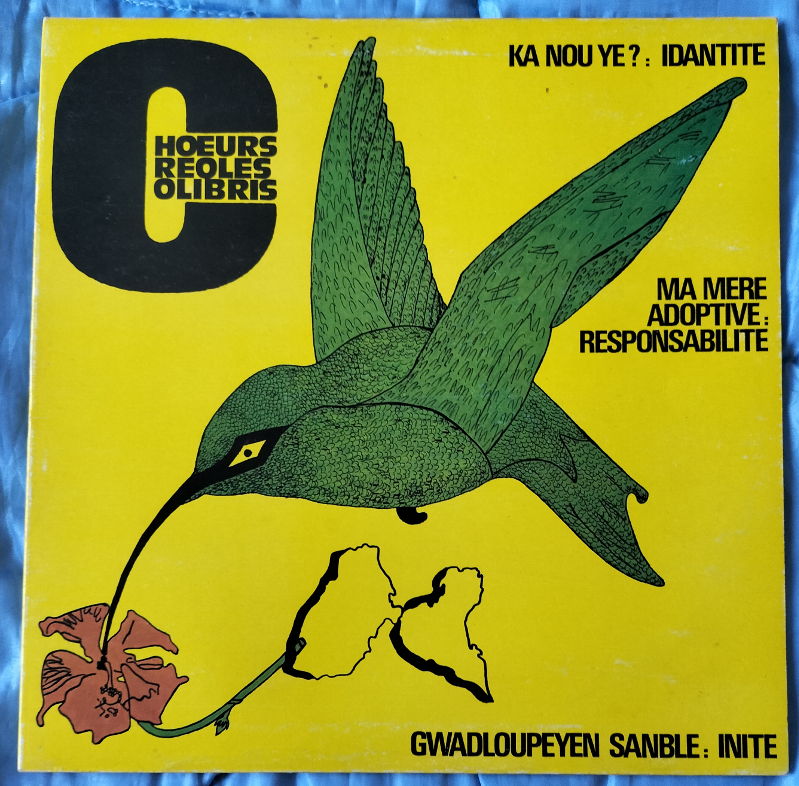 C
HOEURS
REOLES
OLIBRIS
KA NOU YE? : IDANTITE
MA MERE
ADOPTIVE :
RESPONSABILITE
GWADLOUPEYEN SANBLE : INITE